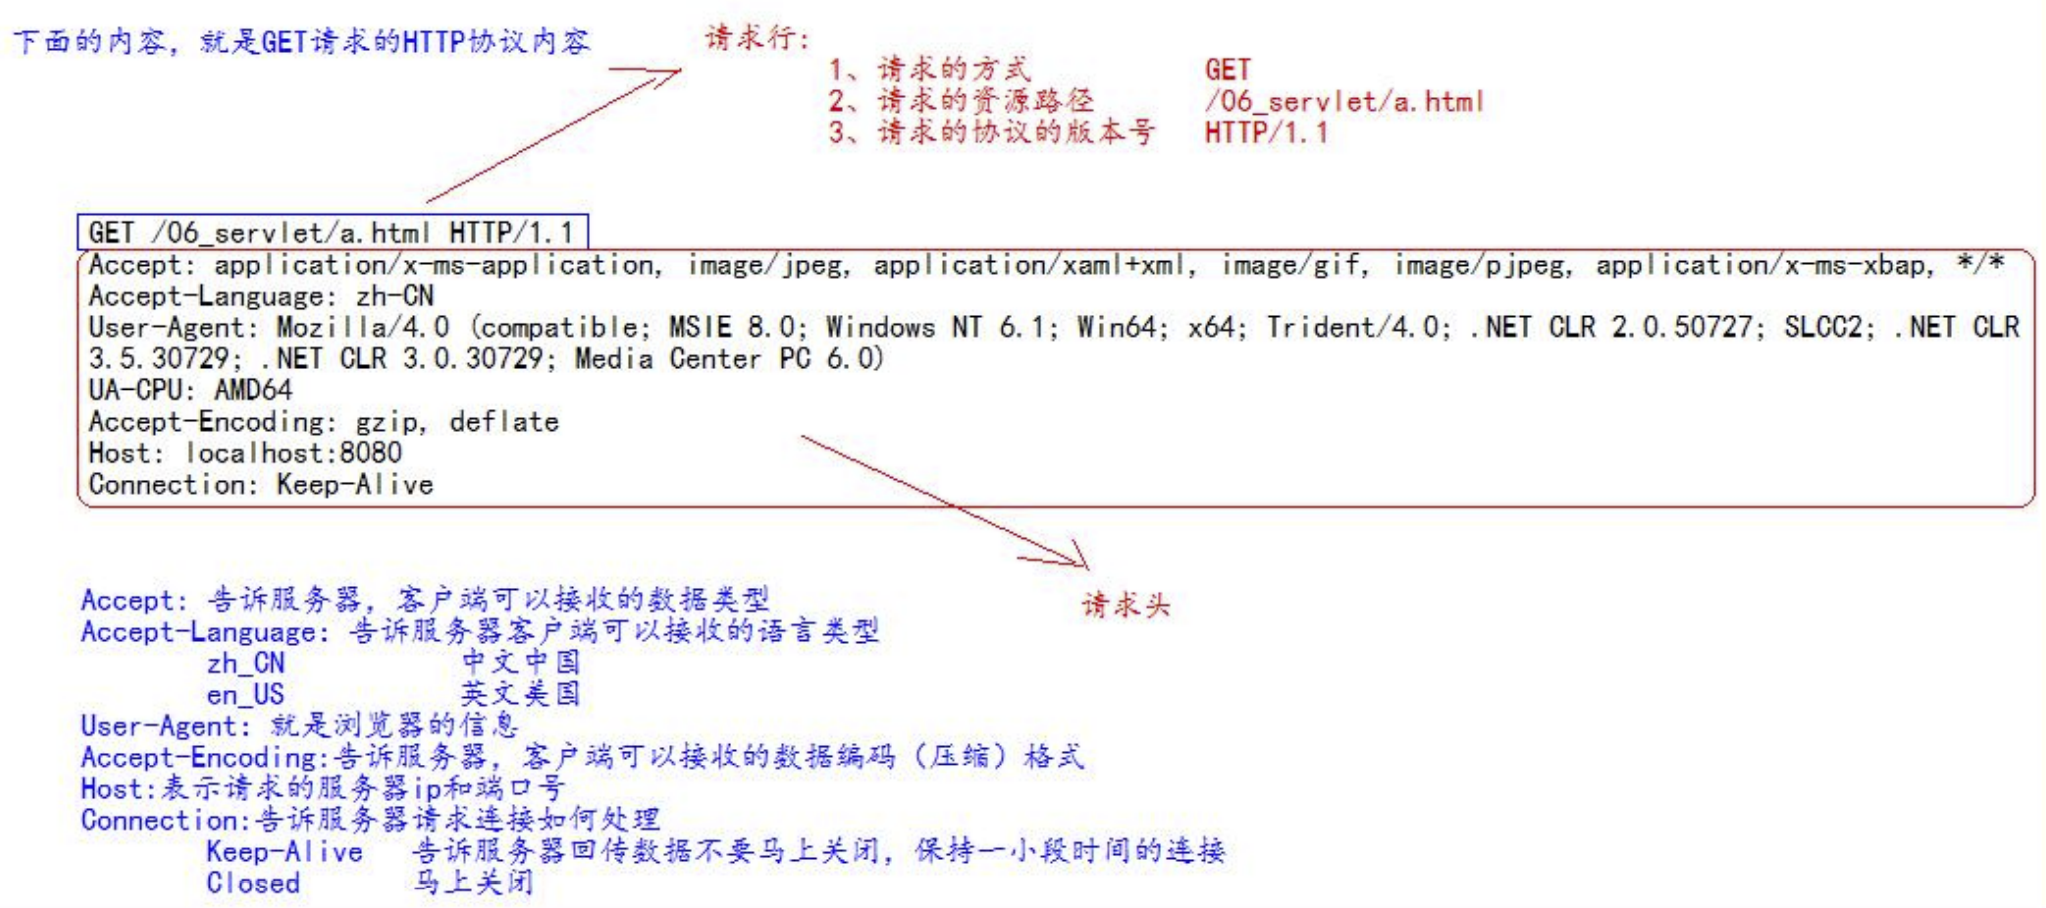 下面的内容，就是GET请求的HTTP协议内容
请求行：
1、请求的方式 GET
2、请求的资源路径 /06_servlet/a.html
3、请求的协议的版本号 HTTP/1.1
GET /06_servlet/a.html HTTP/1.1
Accept: application/x-ms-application, image/jpeg, application/xaml+xml, image/gif, image/pjpeg, application/x-ms-xbap, */*
Accept-Language: zh-CN
User-Agent: Mozilla/4.0 (compatible; MSIE 8.0; Windows NT 6.1; Win64; x64; Trident/4.0; .NET CLR 2.0.50727; SLCC2; .NET CLR
3.5.30729; .NET CLR 3.0.30729; Media Center PC 6.0)
UA-CPU: AMD64
Accept-Encoding: gzip, deflate
Host: localhost:8080
Connection: Keep-Alive
请求头
Accept: 告诉服务器，客户端可以接收的数据类型
Accept-Language: 告诉服务器客户端可以接收的语言类型
zh_CN 中文中国
en_US 英文美国
User-Agent: 就是浏览器的信息
Accept-Encoding:告诉服务器，客户端可以接收的数据编码（压缩）格式
Host:表示请求的服务器ip和端口号
Connection:告诉服务器请求连接如何处理
Keep-Alive 告诉服务器回传数据不要马上关闭，保持一小段时间的连接
Closed 马上关闭